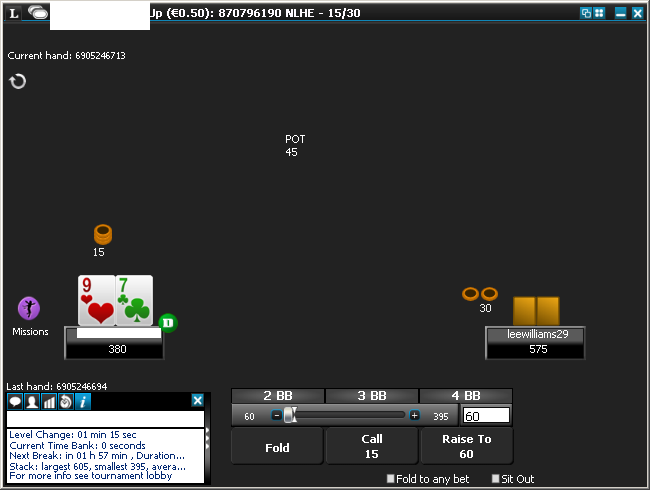 L Up (€0.50): 870796190 NLHE - 15/30
Current hand: 6905246713
POT
45
15
9 7
30
D
Missions
leewilliams29
380
575
Last hand: 6905246694
Level Change: 01 min 15 sec
Current Time Bank: 0 seconds
Next Break: in 01 h 57 min , Duration...
Stack: largest 605, smallest 395, avera...
For more info see tournament lobby
2 BB 3 BB 4 BB
60 - + 395 60
Fold
Call
15
Raise To
60
Fold to any bet Sit Out